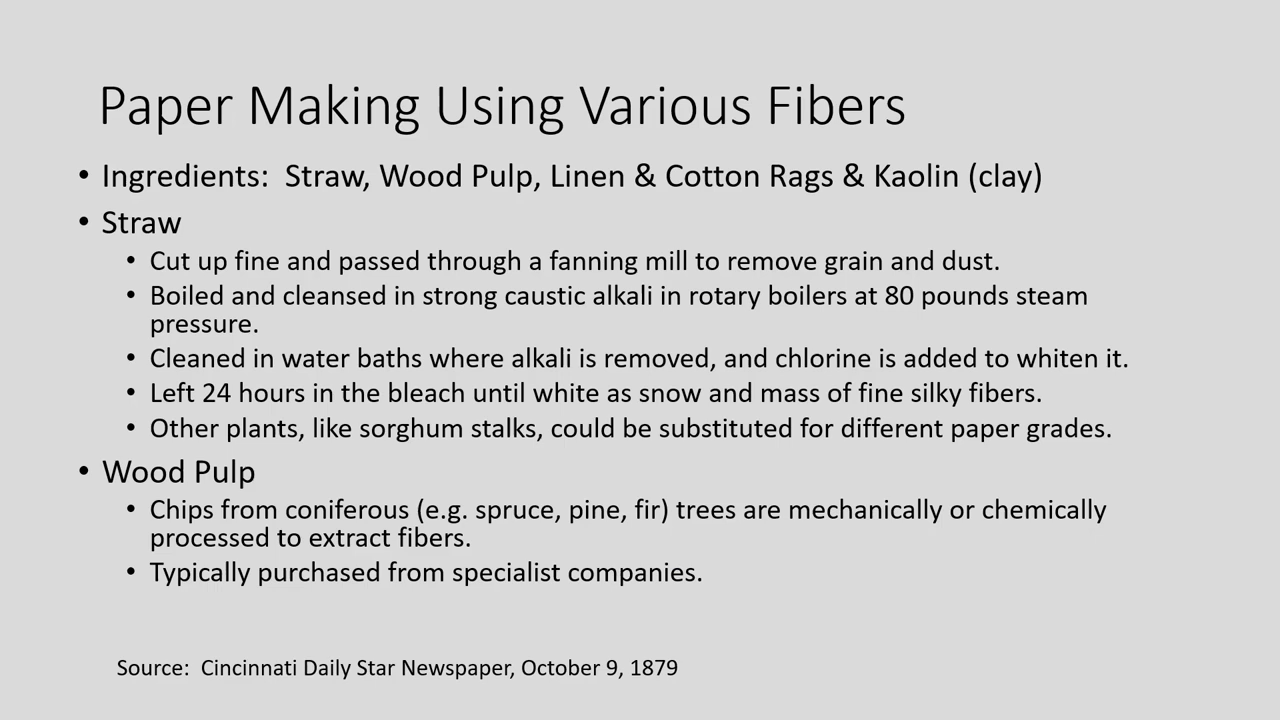 Paper Making Using Various Fibers
• Ingredients:  Straw, Wood Pulp, Linen & Cotton Rags & Kaolin (clay)
• Straw
• Cut up fine and passed through a fanning mill to remove grain and dust.
• Boiled and cleansed in strong caustic alkali in rotary boilers at 80 pounds steam
pressure.
• Cleaned in water baths where alkali is removed, and chlorine is added to whiten it.
• Left 24 hours in the bleach until white as snow and mass of fine silky fibers.
• Other plants, like sorghum stalks, could be substituted for different paper grades.
• Wood Pulp
• Chips from coniferous (e.g. spruce, pine, fir) trees are mechanically or chemically
processed to extract fibers.
• Typically purchased from specialist companies.
Source:  Cincinnati Daily Star Newspaper, October 9, 1879